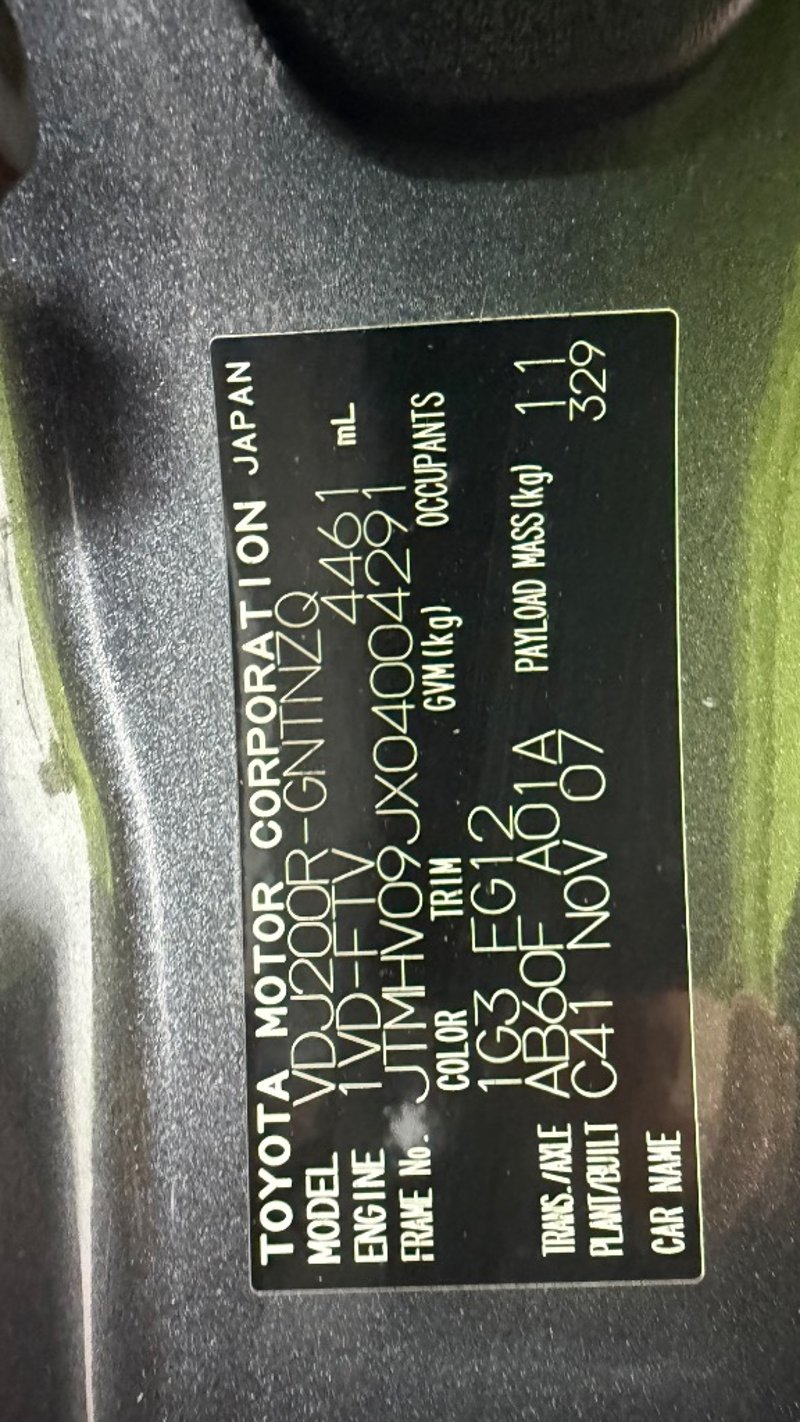 TOYOTA MOTOR CORPORATION JAPAN
MODEL VDJ200R-GNTNZQ
ENGINE 1VD-FTV 4461 mL
FRAME No. JTMHV09JX04004291
COLOR TRIM GVM(kg) OCCUPANTS
1G3 FG12
TRANS./AXLE AB60F A01A PAYLOAD MASS(kg) 11
PLANT/BUILT C41 NOV 07 329
CAR NAME